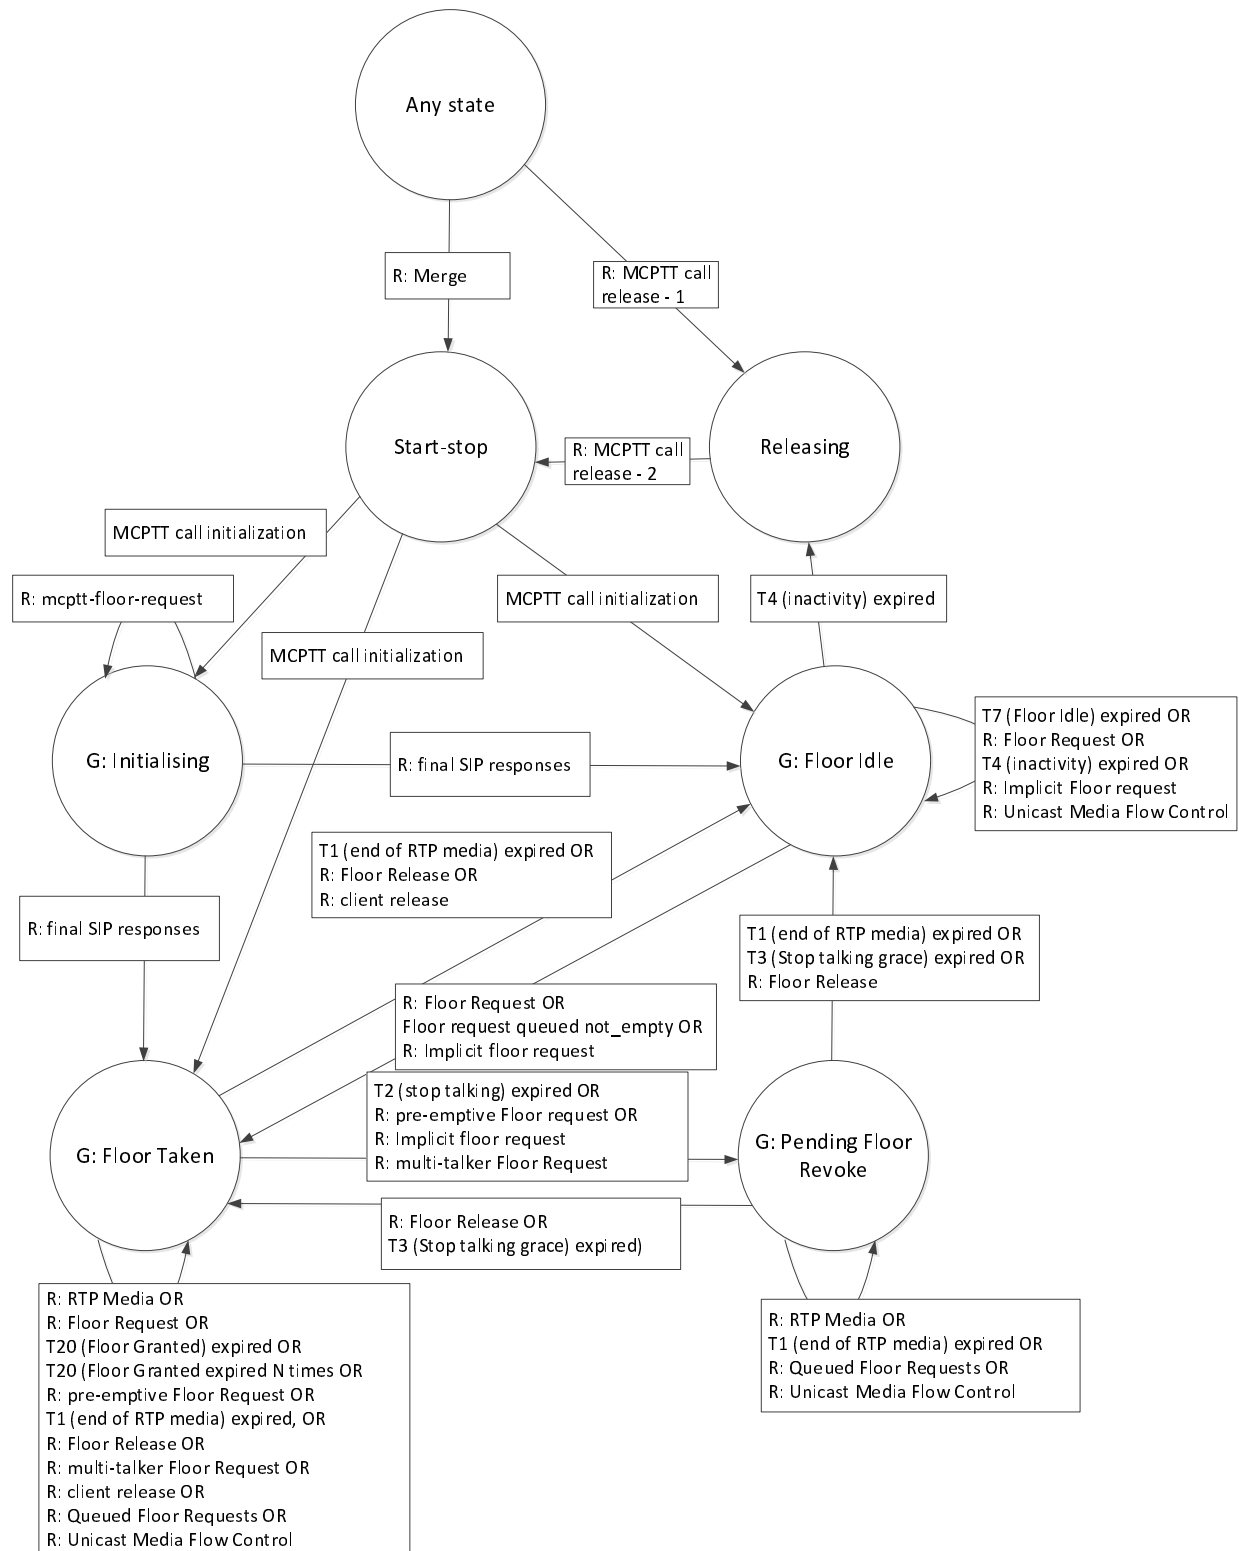 Any state
R: Merge
R: MCPTT call
release - 1
Start-stop
Releasing
R: MCPTT call
release - 2
MCPTT call initialization
R: mcptt-floor-request
MCPTT call initialization
T4 (inactivity) expired
MCPTT call initialization
G: Initialising
R: final SIP responses
G: Floor Idle
T7 (Floor Idle) expired OR
R: Floor Request OR
T4 (inactivity) expired OR
R: Implicit Floor request
R: Unicast Media Flow Control
T1 (end of RTP media) expired OR
R: Floor Release OR
R: client release
R: final SIP responses
T1 (end of RTP media) expired OR
T3 (Stop talking grace) expired OR
R: Floor Release
R: Floor Request OR
Floor request queued not_empty OR
R: Implicit floor request
T2 (stop talking) expired OR
R: pre-emptive Floor request OR
R: Implicit floor request
R: multi-talker Floor Request
G: Floor Taken
G: Pending Floor
Revoke
R: Floor Release OR
T3 (Stop talking grace) expired)
R: RTP Media OR
R: Floor Request OR
T20 (Floor Granted) expired OR
T20 (Floor Granted expired N times OR
R: pre-emptive Floor Request OR
T1 (end of RTP media) expired, OR
R: Floor Release OR
R: multi-talker Floor Request OR
R: client release OR
R: Queued Floor Requests OR
R: Unicast Media Flow Control
R: RTP Media OR
T1 (end of RTP media) expired OR
R: Queued Floor Requests OR
R: Unicast Media Flow Control